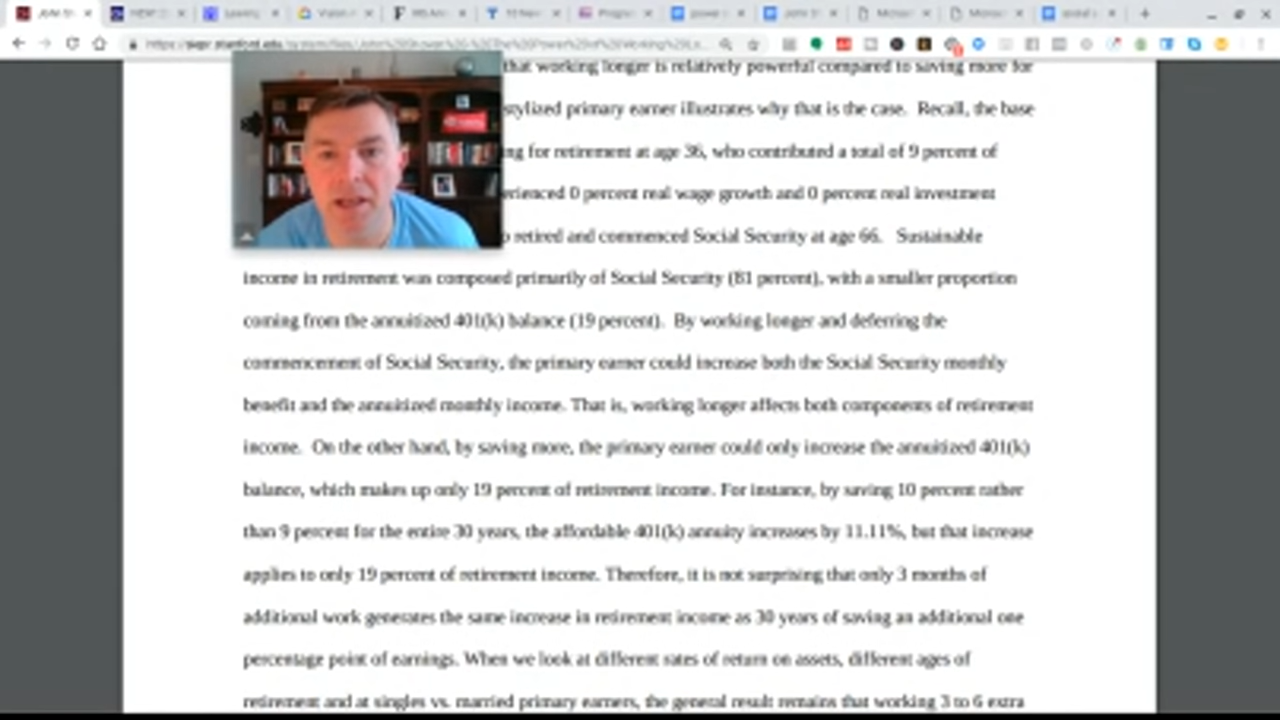 https://siepr.stanford.edu
that working longer is relatively powerful compared to saving more for
stylized primary earner illustrates why that is the case. Recall, the base
ng for retirement at age 36, who contributed a total of 9 percent of
erienced 0 percent real wage growth and 0 percent real investment
o retired and commenced Social Security at age 66. Sustainable
income in retirement was composed primarily of Social Security (81 percent), with a smaller proportion
coming from the annuitized 401(k) balance (19 percent). By working longer and deferring the
commencement of Social Security, the primary earner could increase both the Social Security monthly
benefit and the annuitized monthly income. That is, working longer affects both components of retirement
income. On the other hand, by saving more, the primary earner could only increase the annuitized 401(k)
balance, which makes up only 19 percent of retirement income. For instance, by saving 10 percent rather
than 9 percent for the entire 30 years, the affordable 401(k) annuity increases by 11.11%, but that increase
applies to only 19 percent of retirement income. Therefore, it is not surprising that only 3 months of
additional work generates the same increase in retirement income as 30 years of saving an additional one
percentage point of earnings. When we look at different rates of return on assets, different ages of
retirement and at singles vs. married primary earners, the general result remains that working 3 to 6 extra